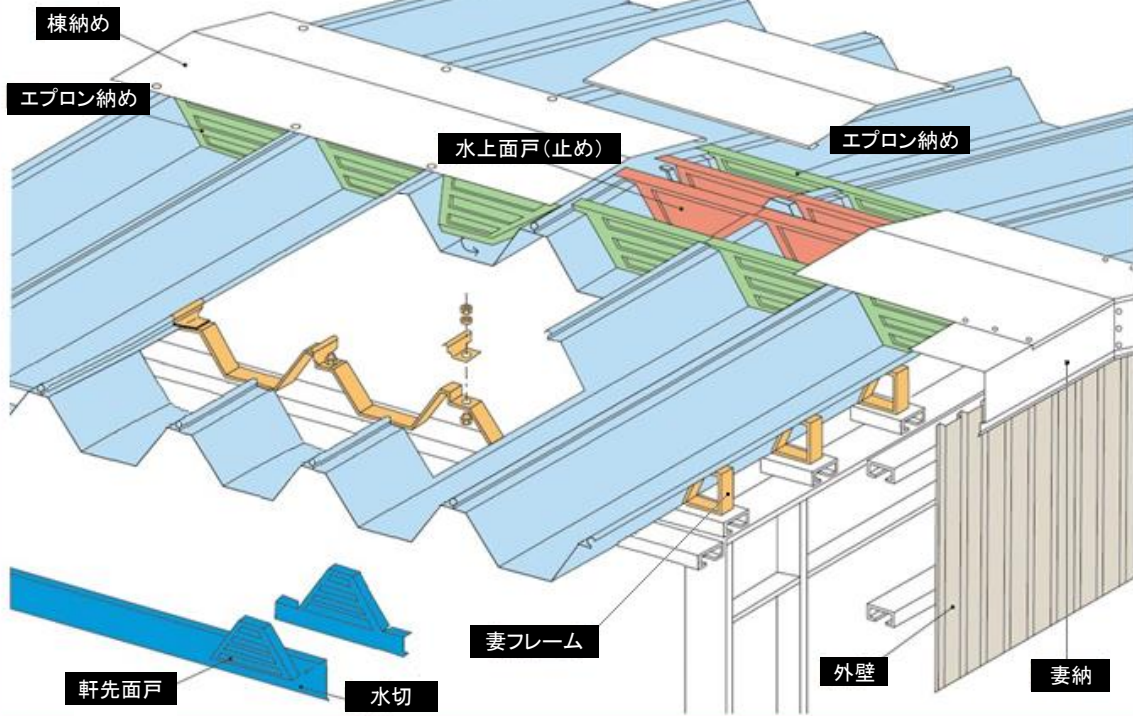 棟納め
エプロン納め
水上面戸(止め)
エプロン納め
妻フレーム
外壁
妻納
軒先面戸
水切